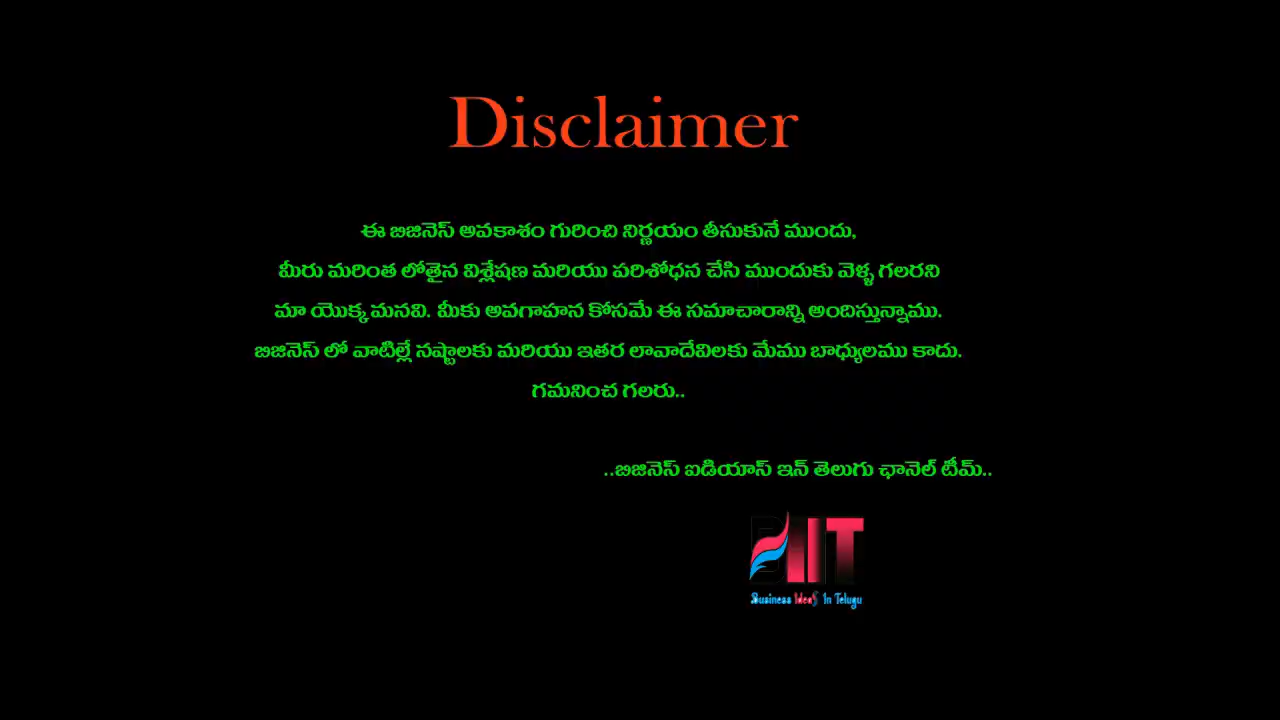 Disclaimer
ఈ బిజినెస్ అవకాశం గురించి నిర్ణయం తీసుకునే ముందు,
మీరు మరింత లోతైన విశ్లేషణ మరియు పరిశోధన చేసి ముందుకు వెళ్ళ గలరని
మా యొక్క మనవి. మీకు అవగాహన కోసమే ఈ సమాచారాన్ని అందిస్తున్నాము.
బిజినెస్ లో వాటిల్లే నష్టాలకు మరియు ఇతర లావాదేవిలకు మేము బాధ్యులము కాదు.
గమనించ గలరు..
..బిజినెస్ ఐడియాస్ ఇన్ తెలుగు ఛానెల్ టీమ్..
BIIT
Business IdeaS In Telugu